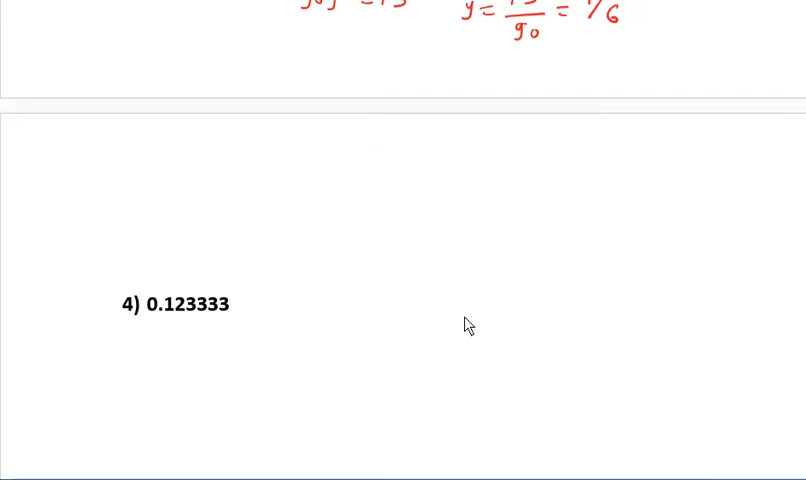 y = 15/90 = 1/6
4) 0.123333